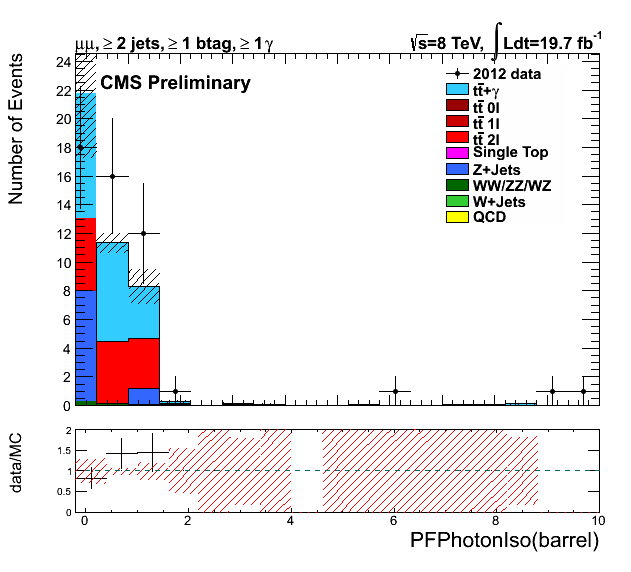 μμ, ≥ 2 jets, ≥ 1 btag, ≥ 1 γ
√s=8 TeV, ∫ Ldt=19.7 fb⁻¹
CMS Preliminary
Number of Events
24
22
20
18
16
14
12
10
8
6
4
2
0
2012 data
tt̄+γ
tt̄ 0l
tt̄ 1l
tt̄ 2l
Single Top
Z+Jets
WW/ZZ/WZ
W+Jets
QCD
data/MC
2
1.5
1
0.5
0
0 2 4 6 8 10
PFPhotonIso(barrel)